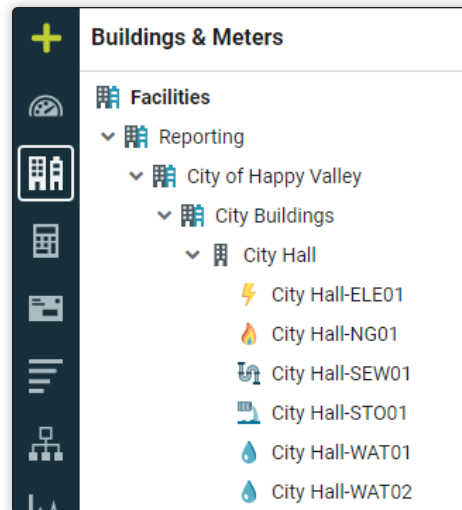 Buildings & Meters
Facilities
Reporting
City of Happy Valley
City Buildings
City Hall
City Hall-ELE01
City Hall-NG01
City Hall-SEW01
City Hall-STO01
City Hall-WAT01
City Hall-WAT02